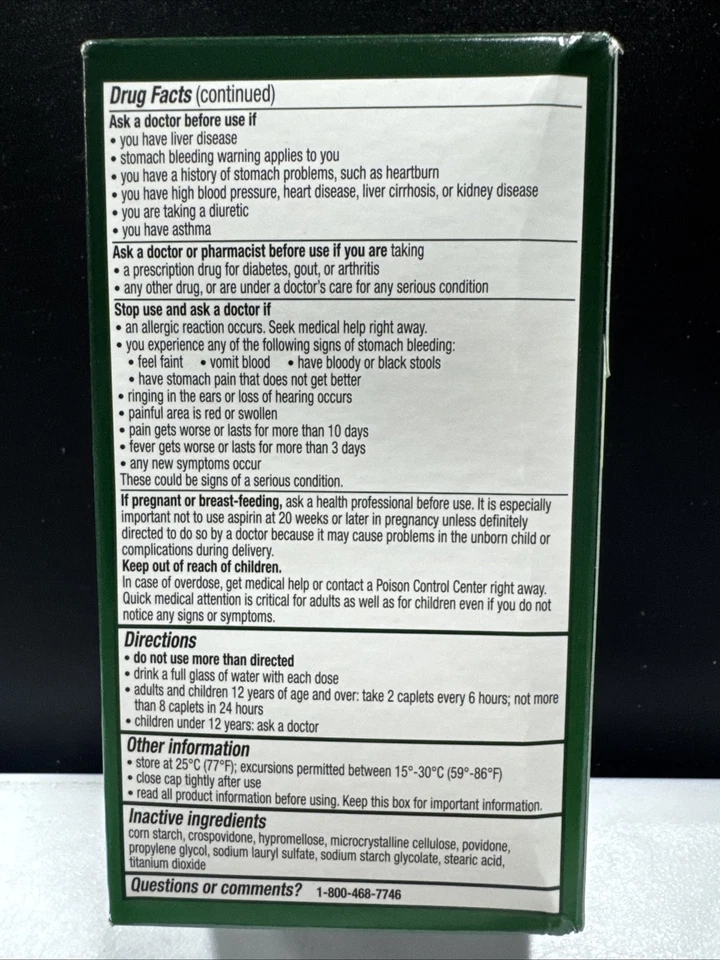 Drug Facts (continued)
Ask a doctor before use if
• you have liver disease
• stomach bleeding warning applies to you
• you have a history of stomach problems, such as heartburn
• you have high blood pressure, heart disease, liver cirrhosis, or kidney disease
• you are taking a diuretic
• you have asthma
Ask a doctor or pharmacist before use if you are taking
• a prescription drug for diabetes, gout, or arthritis
• any other drug, or are under a doctor's care for any serious condition
Stop use and ask a doctor if
• an allergic reaction occurs. Seek medical help right away.
• you experience any of the following signs of stomach bleeding:
• feel faint • vomit blood • have bloody or black stools
• have stomach pain that does not get better
• ringing in the ears or loss of hearing occurs
• painful area is red or swollen
• pain gets worse or lasts for more than 10 days
• fever gets worse or lasts for more than 3 days
• any new symptoms occur
These could be signs of a serious condition.
If pregnant or breast-feeding, ask a health professional before use. It is especially
important not to use aspirin at 20 weeks or later in pregnancy unless definitely
directed to do so by a doctor because it may cause problems in the unborn child or
complications during delivery.
Keep out of reach of children.
In case of overdose, get medical help or contact a Poison Control Center right away.
Quick medical attention is critical for adults as well as for children even if you do not
notice any signs or symptoms.
Directions
• do not use more than directed
• drink a full glass of water with each dose
• adults and children 12 years of age and over: take 2 caplets every 6 hours; not more
than 8 caplets in 24 hours
• children under 12 years: ask a doctor
Other information
• store at 25°C (77°F); excursions permitted between 15°-30°C (59°-86°F)
• close cap tightly after use
• read all product information before using. Keep this box for important information.
Inactive ingredients
corn starch, crospovidone, hypromellose, microcrystalline cellulose, povidone,
propylene glycol, sodium lauryl sulfate, sodium starch glycolate, stearic acid,
titanium dioxide
Questions or comments? 1-800-468-7746